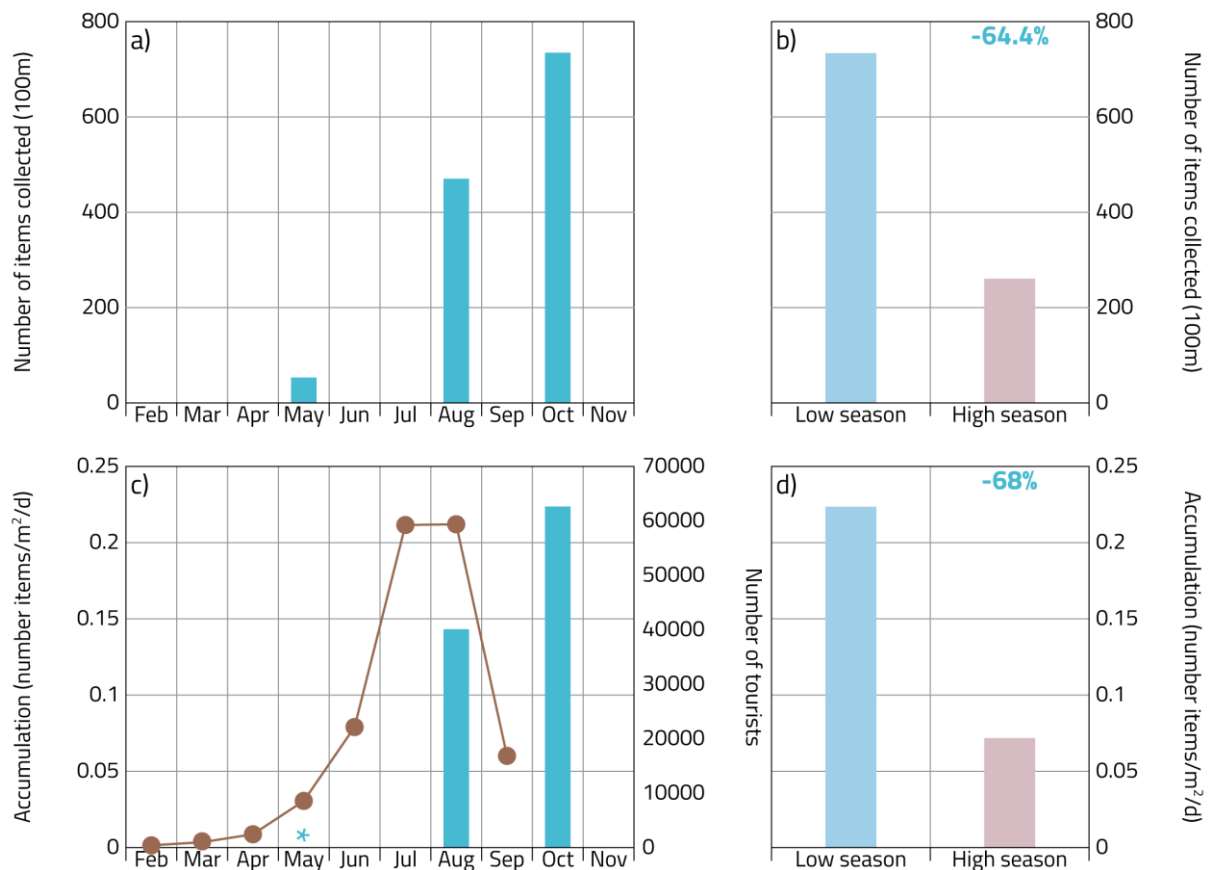 a)
Number of items collected (100m)
800
600
400
200
0
Feb Mar Apr May Jun Jul Aug Sep Oct Nov
b)
-64.4%
800
600
400
200
0
Number of items collected (100m)
Low season High season
c)
Accumulation (number items/m²/d)
0.25
0.2
0.15
0.1
0.05
0
*
Feb Mar Apr May Jun Jul Aug Sep Oct Nov
70000
60000
50000
40000
30000
20000
10000
0
Number of tourists
d)
-68%
0.25
0.2
0.15
0.1
0.05
0
Accumulation (number items/m²/d)
Low season High season